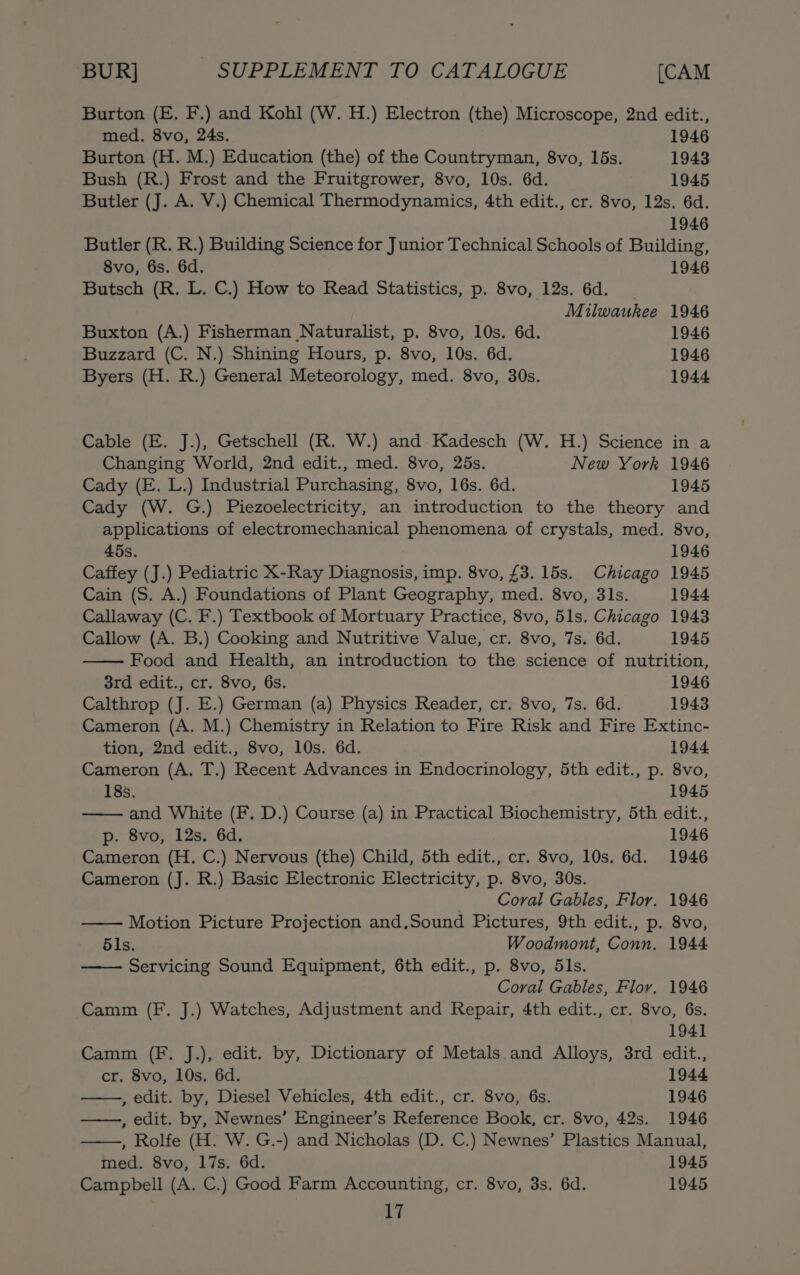 BUR] SUPPLEMENT TO CATALOGUE [CAM
Burton (E. F.) and Kohl (W. H.) Electron (the) Microscope, 2nd edit.,
med. 8vo, 24s. 1946
Burton (H. M.) Education (the) of the Countryman, 8vo, 15s. 1943
Bush (R.) Frost and the Fruitgrower, 8vo, 10s. 6d. 1945
Butler (J. A. V.) Chemical Thermodynamics, 4th edit., cr. 8vo, 12s. 6d.
1946
Butler (R. R.) Building Science for Junior Technical Schools of Building,
8vo, 6s. 6d. 1946
Butsch (R. L. C.) How to Read Statistics, p. 8vo, 12s. 6d.
Milwaukee 1946
Buxton (A.) Fisherman Naturalist, p. 8vo, 10s. 6d. 1946
Buzzard (C. N.) Shining Hours, p. 8vo, 10s. 6d. 1946
Byers (H. R.) General Meteorology, med. 8vo, 30s. 1944
Cable (E. J.), Getschell (R. W.) and Kadesch (W. H.) Science in a
Changing World, 2nd edit., med. 8vo, 25s. New York 1946
Cady (E. L.) Industrial Purchasing, 8vo, 16s. 6d. 1945
Cady (W. G.) Piezoelectricity, an introduction to the theory and
applications of electromechanical phenomena of crystals, med. 8vo,
45s. 1946
Caffey (J.) Pediatric X-Ray Diagnosis, imp. 8vo, £3. 15s. Chicago 1945
Cain (S. A.) Foundations of Plant Geography, med. 8vo, 31s. 1944
Callaway (C. F.) Textbook of Mortuary Practice, 8vo, 51s. Chicago 1943
Callow (A. B.) Cooking and Nutritive Value, cr. 8vo, 7s. 6d. 1945
—— Food and Health, an introduction to the science of nutrition,
3rd edit., cr. 8vo, 6s. 1946
Calthrop (J. E.) German (a) Physics Reader, cr. 8vo, 7s. 6d. 1943
Cameron (A. M.) Chemistry in Relation to Fire Risk and Fire Extinc-
tion, 2nd edit., 8vo, 10s. 6d. 1944
Cameron (A. T.) Recent Advances in Endocrinology, 5th edit., p. 8vo,
18s. 1945
—— and White (F. D.) Course (a) in Practical Biochemistry, 5th edit.,
p. 8vo, 12s. 6d. 1946
Cameron (H. C.) Nervous (the) Child, 5th edit., cr. 8vo, 10s. 6d. 1946
Cameron (J. R.) Basic Electronic Electricity, p. 8vo, 30s.
Coral Gables, Flor. 1946
—— Motion Picture Projection and Sound Pictures, 9th edit., p. 8vo,
51s. Woodmont, Conn. 1944
—— Servicing Sound Equipment, 6th edit., p. 8vo, 51s.
Coral Gables, Flor. 1946
Camm (F. J.) Watches, Adjustment and Repair, 4th edit., cr. 8vo, 6s.
1941
Camm (F. J.), edit. by, Dictionary of Metals and Alloys, 3rd edit.,
cr. 8vo, 10s. 6d. 1944
——, edit. by, Diesel Vehicles, 4th edit., cr. 8vo, 6s. 1946
——, edit. by, Newnes' Engineer's Reference Book, cr. 8vo, 42s. 1946
——, Rolfe (H. W. G.-) and Nicholas (D. C.) Newnes' Plastics Manual,
med. 8vo, 17s. 6d. 1945
Campbell (A. C.) Good Farm Accounting, cr. 8vo, 3s. 6d. 1945
17